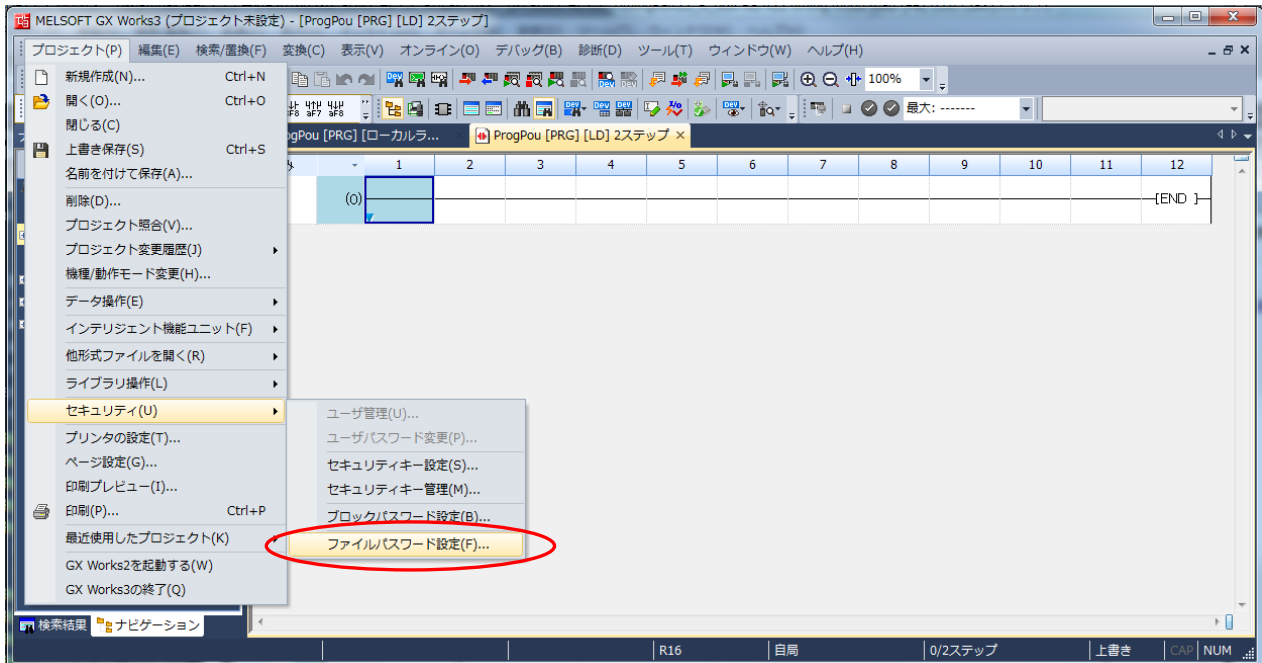 MELSOFT GX Works3 (プロジェクト未設定) - [ProgPou [PRG] [LD] 2ステップ]
プロジェクト(P) 編集(E) 検索/置換(F) 変換(C) 表示(V) オンライン(O) デバッグ(B) 診断(D) ツール(T) ウィンドウ(W) ヘルプ(H)
100%
最大: -------
新規作成(N)... Ctrl+N
開く(O)... Ctrl+O
閉じる(C)
上書き保存(S) Ctrl+S
名前を付けて保存(A)...
削除(D)...
プロジェクト照合(V)...
プロジェクト変更履歴(J)
機種/動作モード変更(H)...
データ操作(E)
インテリジェント機能ユニット(F)
他形式ファイルを開く(R)
ライブラリ操作(L)
セキュリティ(U)
プリンタの設定(T)...
ページ設定(G)...
印刷プレビュー(I)...
印刷(P)... Ctrl+P
最近使用したプロジェクト(K)
GX Works2を起動する(W)
GX Works3の終了(Q)
ユーザ管理(U)...
ユーザパスワード変更(P)...
セキュリティキー設定(S)...
セキュリティキー管理(M)...
ブロックパスワード設定(B)...
ファイルパスワード設定(F)...
[PRG] [ローカルラ... ProgPou [PRG] [LD] 2ステップ
1 2 3 4 5 6 7 8 9 10 11 12
(0) [END ]
検索結果 ナビゲーション
R16 自局 0/2ステップ 上書き CAP NUM